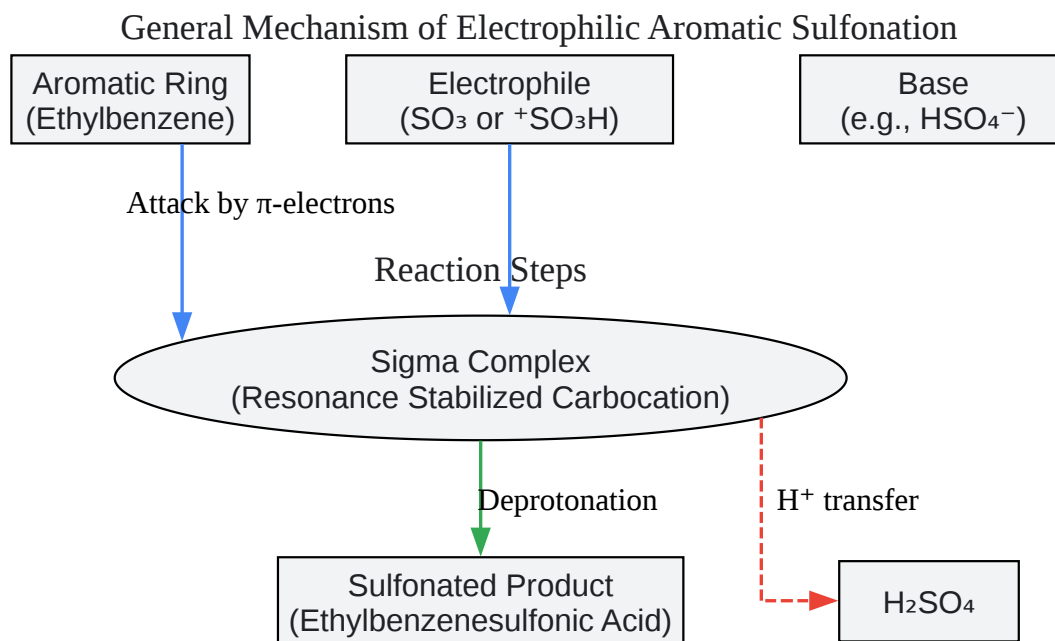 General Mechanism of Electrophilic Aromatic Sulfonation
Aromatic Ring
(Ethylbenzene)
Electrophile
(SO₃ or ⁺SO₃H)
Base
(e.g., HSO₄⁻)
Attack by π-electrons
Reaction Steps
Sigma Complex
(Resonance Stabilized Carbocation)
Deprotonation
H⁺ transfer
Sulfonated Product
(Ethylbenzenesulfonic Acid)
H₂SO₄